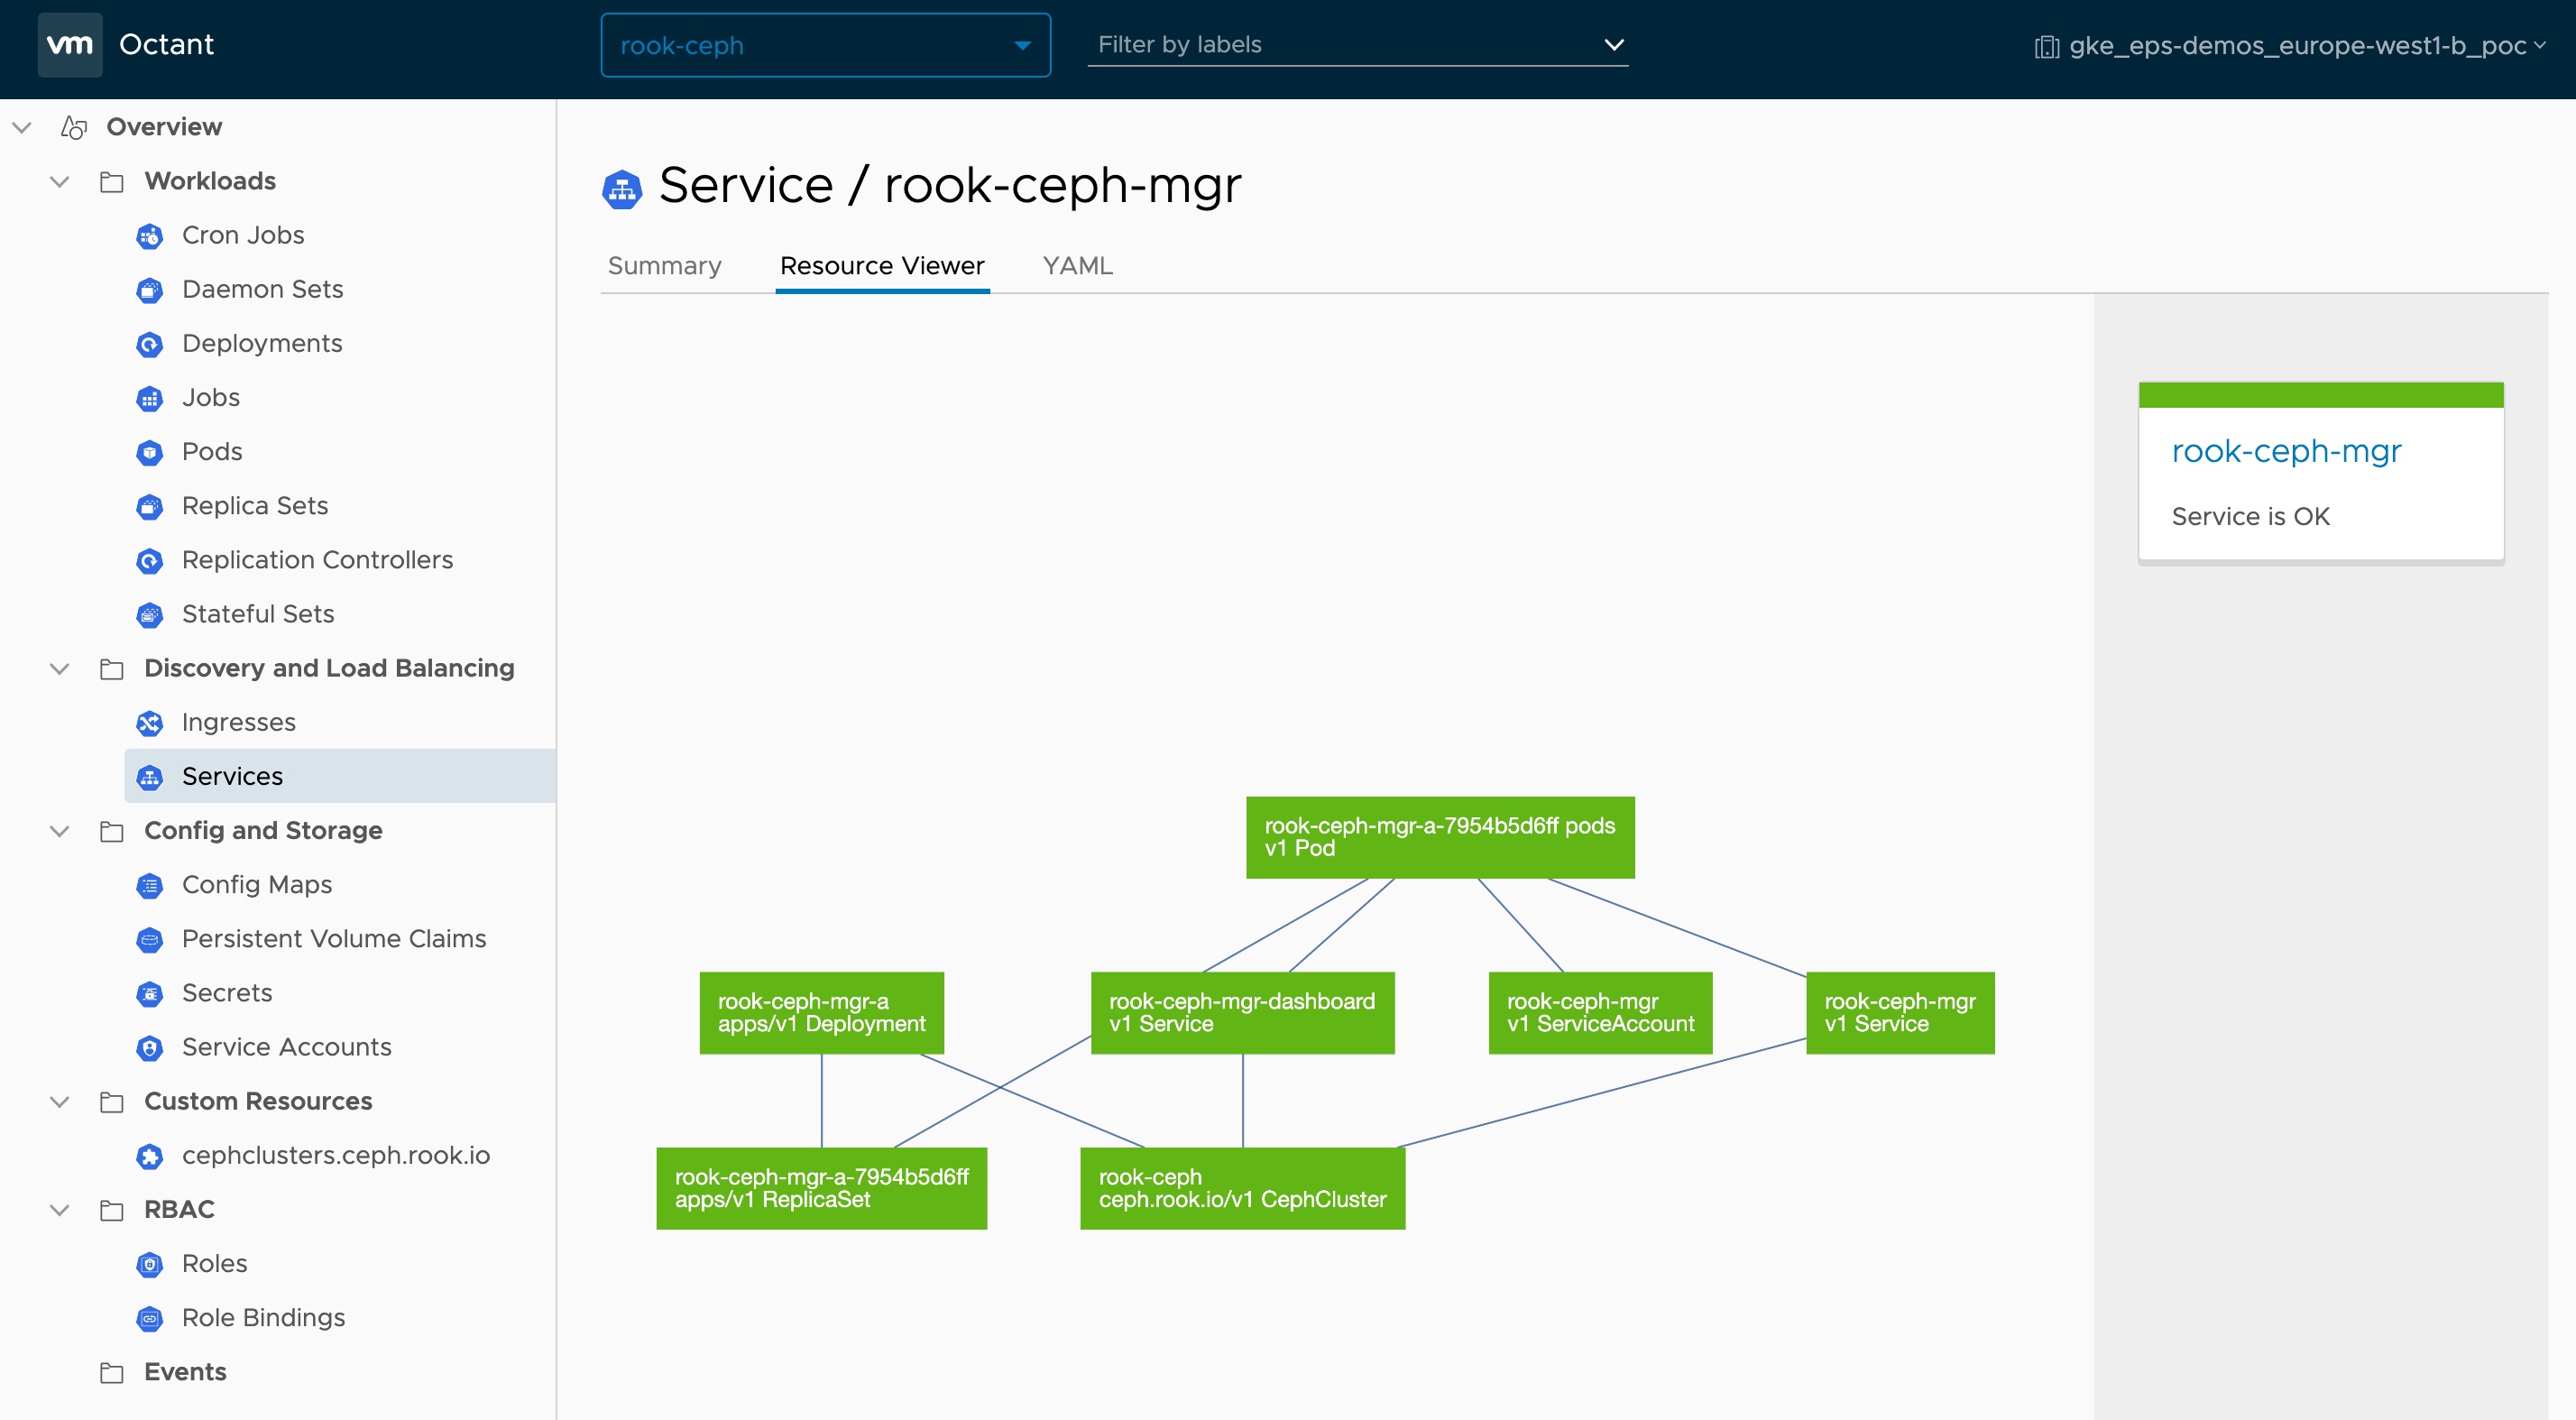 vm Octant
rook-ceph
Filter by labels
gke_eps-demos_europe-west1-b_poc
Overview
Workloads
Cron Jobs
Daemon Sets
Deployments
Jobs
Pods
Replica Sets
Replication Controllers
Stateful Sets
Discovery and Load Balancing
Ingresses
Services
Config and Storage
Config Maps
Persistent Volume Claims
Secrets
Service Accounts
Custom Resources
cephclusters.ceph.rook.io
RBAC
Roles
Role Bindings
Events
Service / rook-ceph-mgr
Summary
Resource Viewer
YAML
rook-ceph-mgr-a-7954b5d6ff pods
v1 Pod
rook-ceph-mgr-a
apps/v1 Deployment
rook-ceph-mgr-dashboard
v1 Service
rook-ceph-mgr
v1 ServiceAccount
rook-ceph-mgr
v1 Service
rook-ceph-mgr-a-7954b5d6ff
apps/v1 ReplicaSet
rook-ceph
ceph.rook.io/v1 CephCluster
rook-ceph-mgr
Service is OK